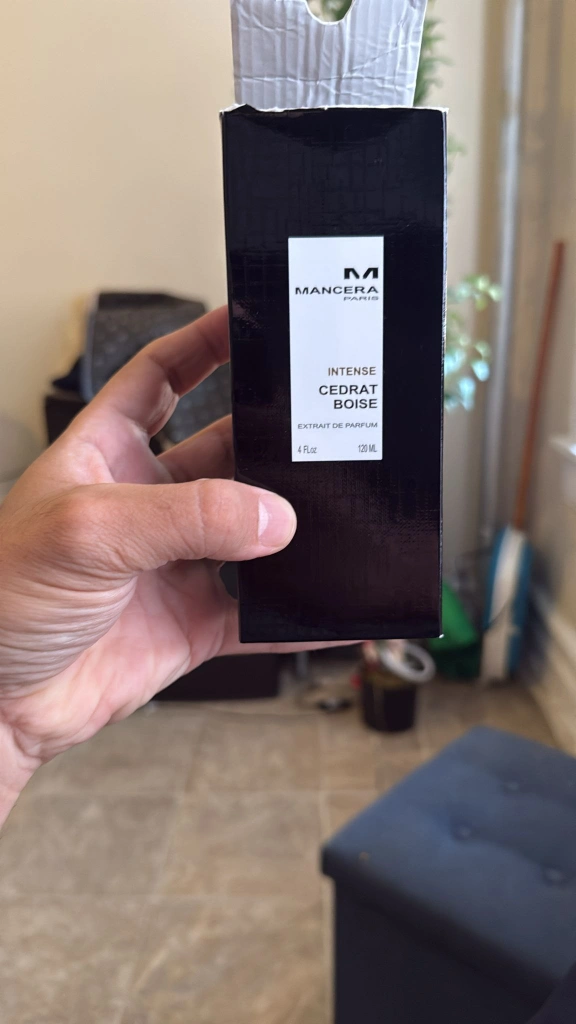 M
MANCERA
PARIS
INTENSE
CEDRAT
BOISE
EXTRAIT DE PARFUM
4 FL.oz 120 ML